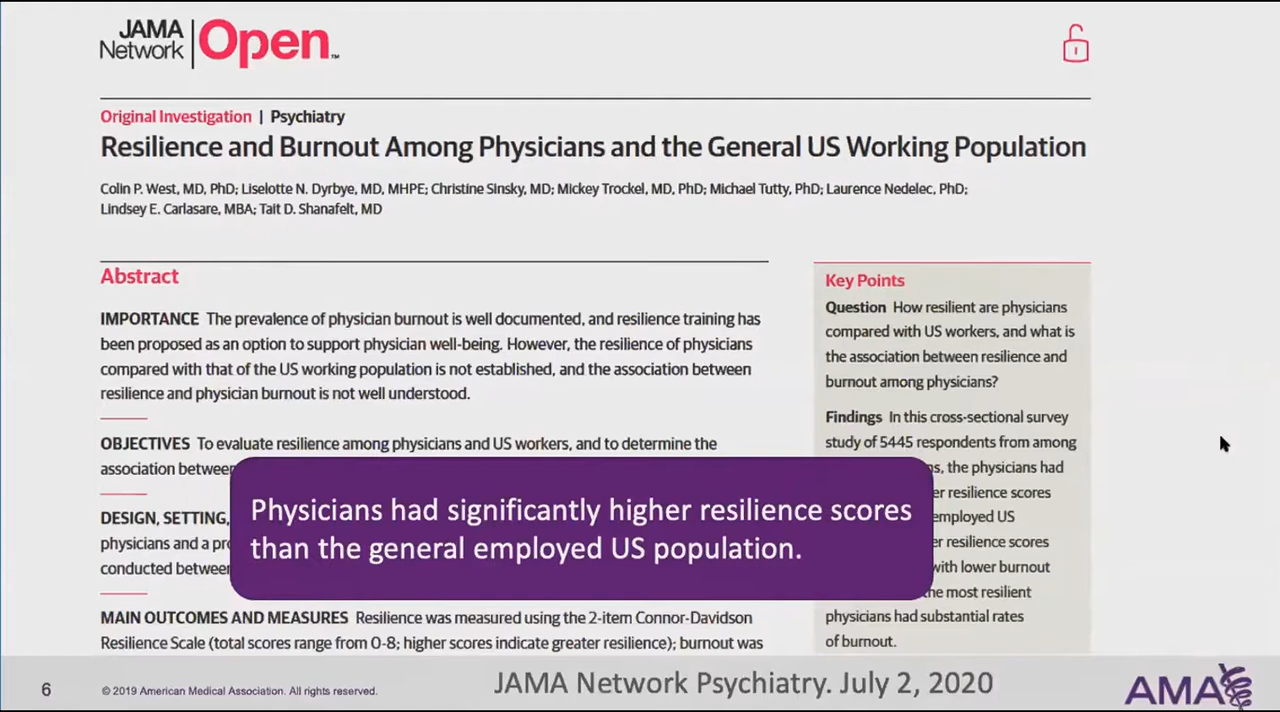 JAMA
Network
Open™
Original Investigation | Psychiatry
Resilience and Burnout Among Physicians and the General US Working Population
Colin P. West, MD, PhD; Liselotte N. Dyrbye, MD, MHPE; Christine Sinsky, MD; Mickey Trockel, MD, PhD; Michael Tutty, PhD; Laurence Nedelec, PhD;
Lindsey E. Carlasare, MBA; Tait D. Shanafelt, MD
Abstract
IMPORTANCE The prevalence of physician burnout is well documented, and resilience training has
been proposed as an option to support physician well-being. However, the resilience of physicians
compared with that of the US working population is not established, and the association between
resilience and physician burnout is not well understood.
OBJECTIVES To evaluate resilience among physicians and US workers, and to determine the
association between
DESIGN, SETTING,
physicians and a
conducted between
MAIN OUTCOMES AND MEASURES Resilience was measured using the 2-item Connor-Davidson
Resilience Scale (total scores range from 0-8; higher scores indicate greater resilience); burnout was
Key Points
Question How resilient are physicians
compared with US workers, and what is
the association between resilience and
burnout among physicians?
Findings In this cross-sectional survey
study of 5445 respondents from among
the physicians had
resilience scores
employed US
resilience scores
with lower burnout
the most resilient
physicians had substantial rates
of burnout.
Physicians had significantly higher resilience scores
than the general employed US population.
6
© 2019 American Medical Association. All rights reserved.
JAMA Network Psychiatry. July 2, 2020
AMA